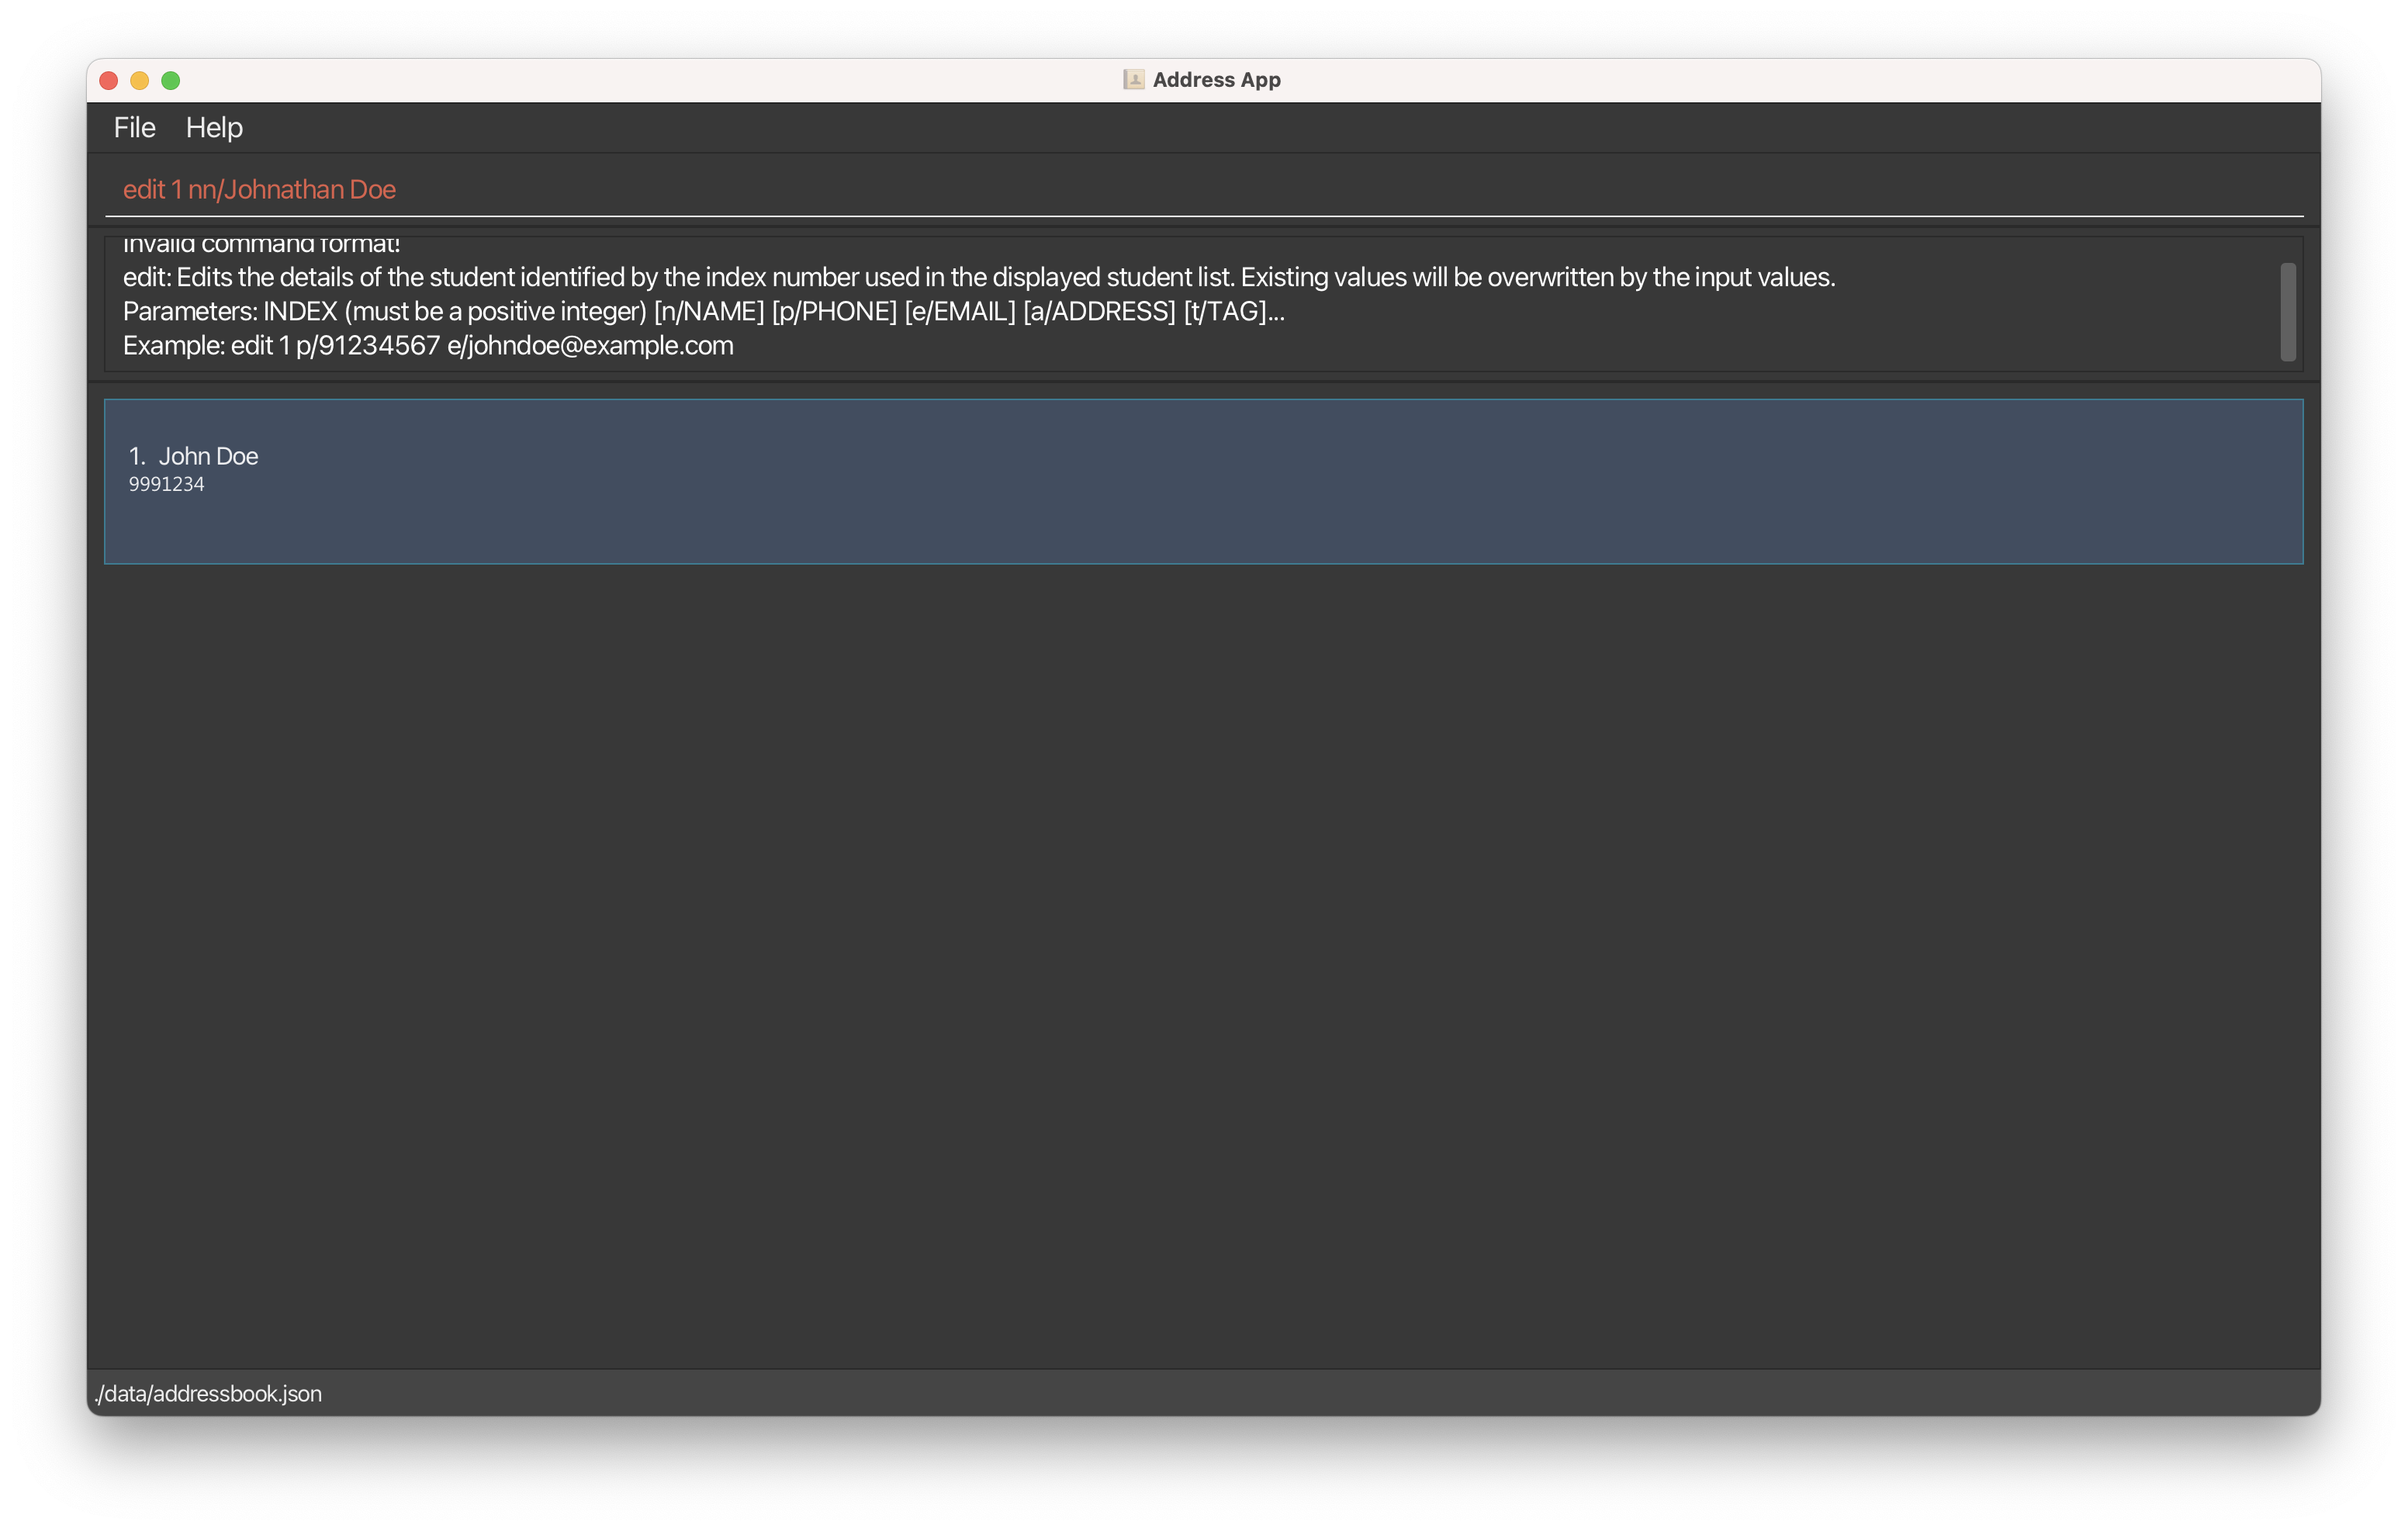 Address App
File Help
edit 1 nn/Johnathan Doe
Invalid command format!
edit: Edits the details of the student identified by the index number used in the displayed student list. Existing values will be overwritten by the input values.
Parameters: INDEX (must be a positive integer) [n/NAME] [p/PHONE] [e/EMAIL] [a/ADDRESS] [t/TAG]...
Example: edit 1 p/91234567 e/johndoe@example.com
1. John Doe
9991234
./data/addressbook.json